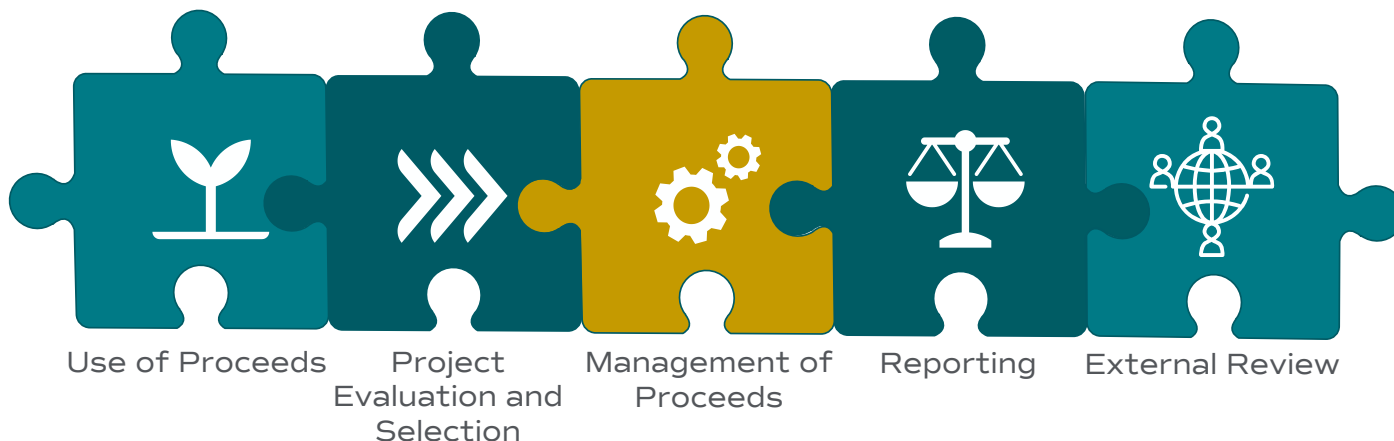 Use of Proceeds
Project
Evaluation and
Selection
Management of
Proceeds
Reporting
External Review